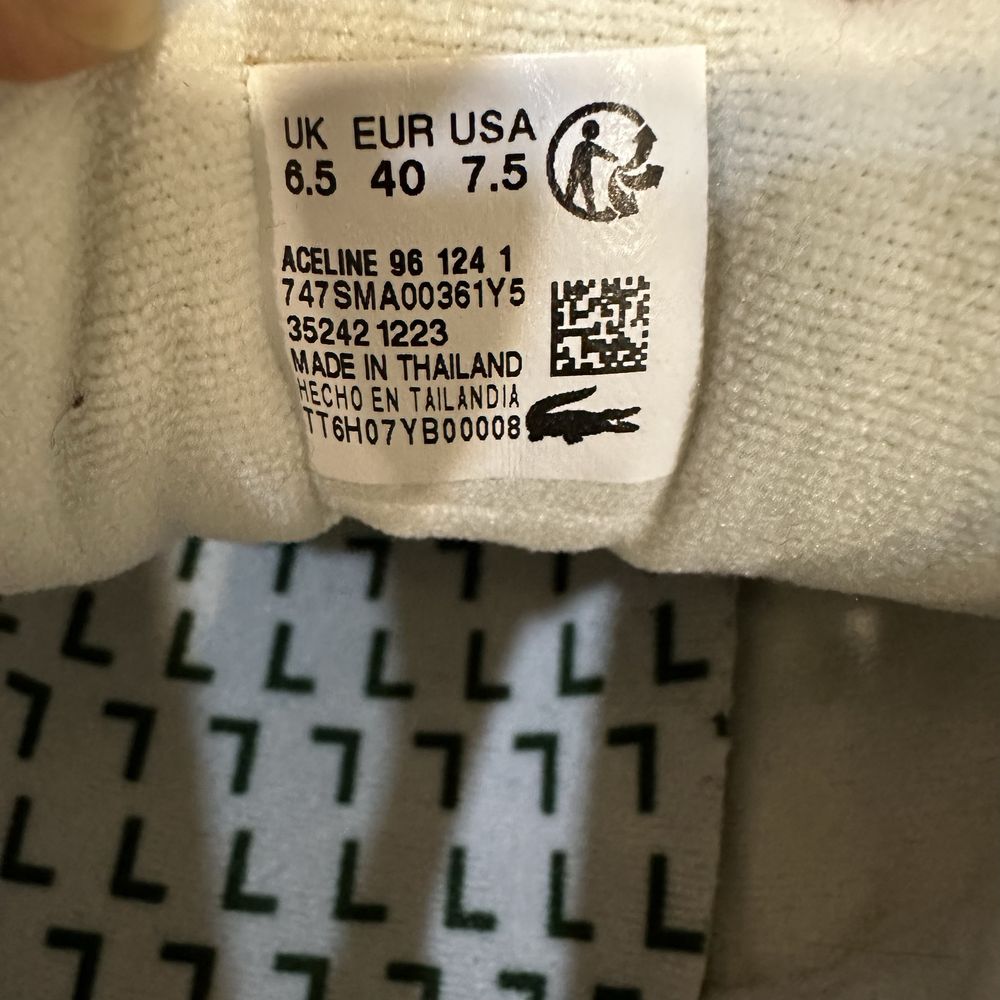 UK EUR USA
6.5 40 7.5
ACELINE 96 124 1
747SMA00361Y5
35242 1223
MADE IN THAILAND
HECHO EN TAILANDIA
TT6H07YB00008